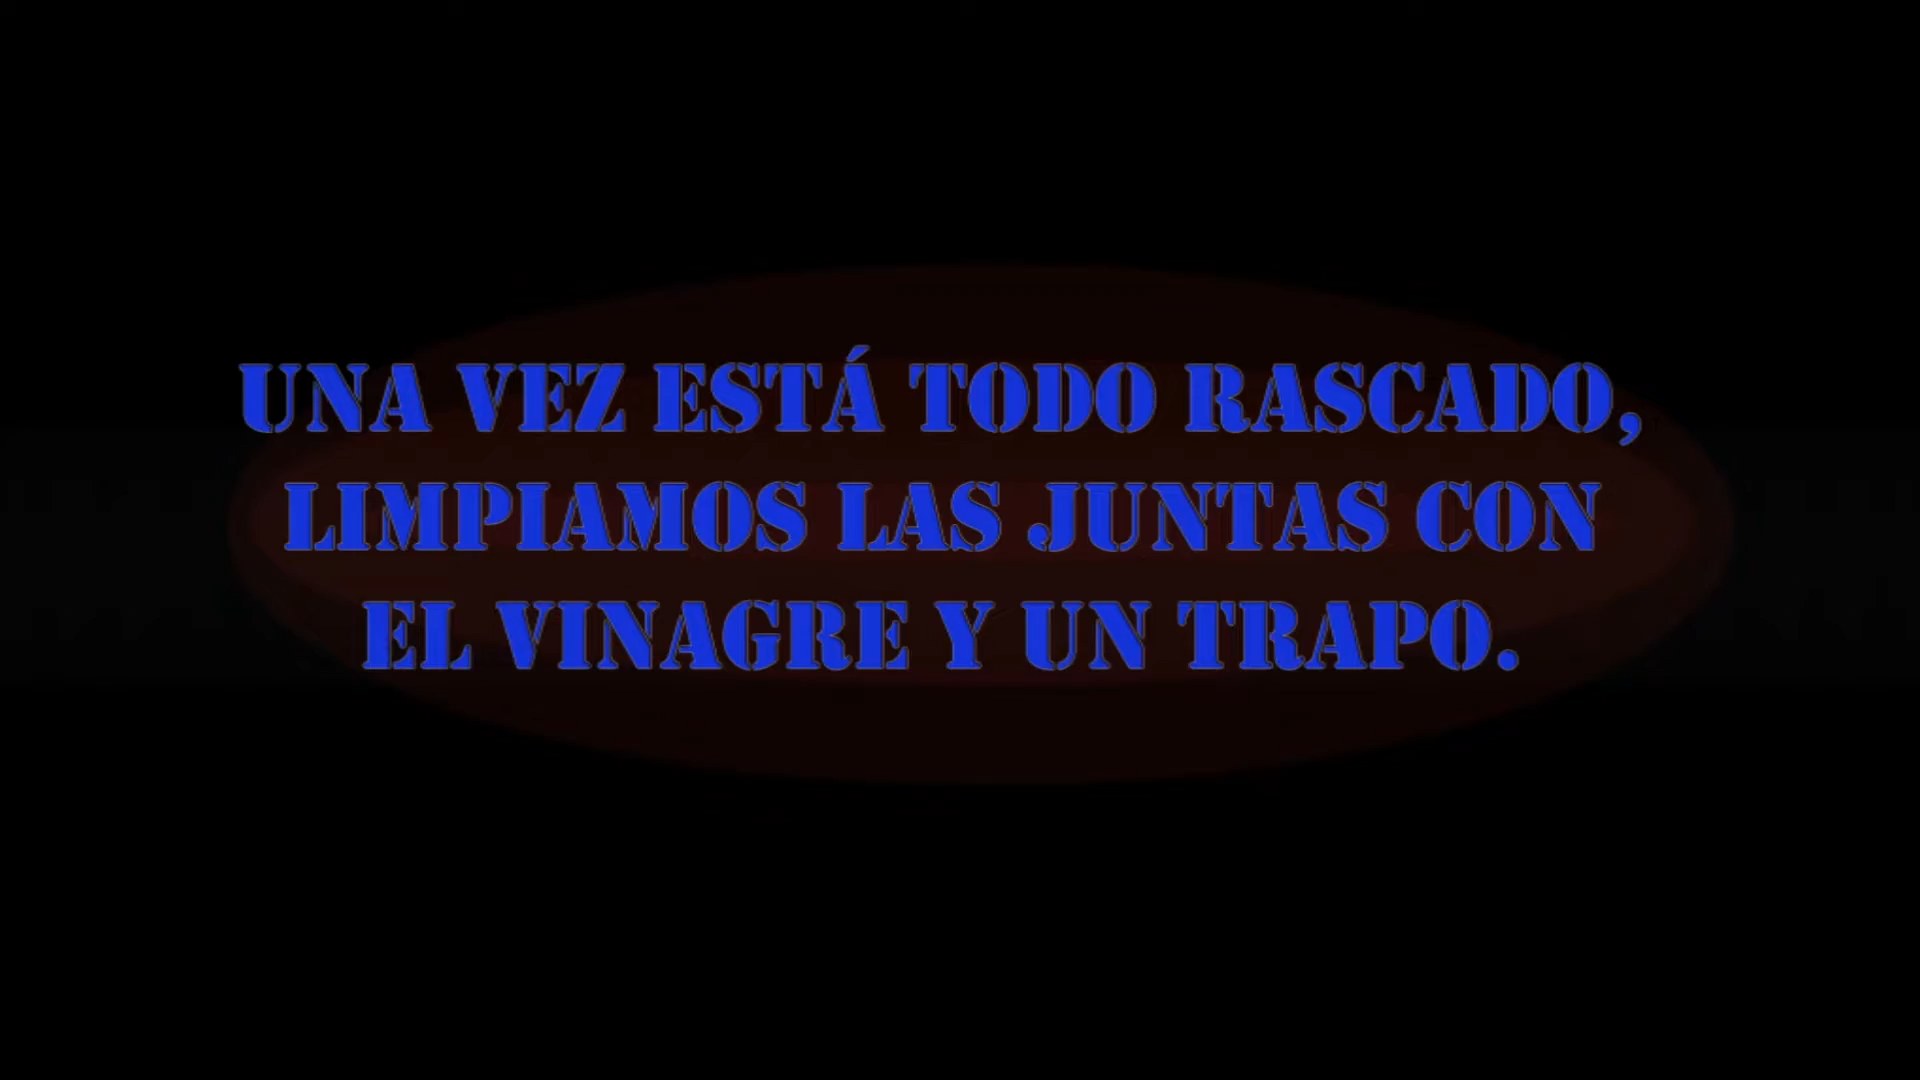 UNA VEZ ESTÁ TODO RASCADO,
LIMPIAMOS LAS JUNTAS CON
EL VINAGRE Y UN TRAPO.